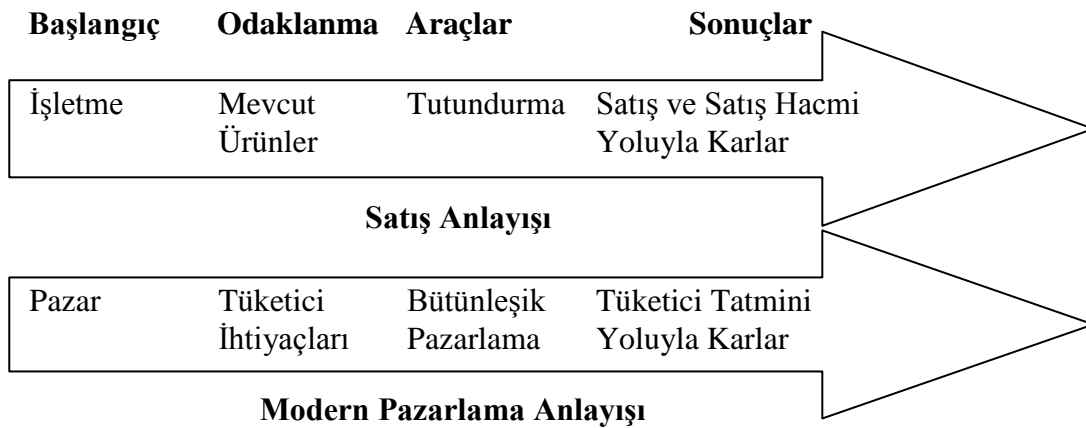 Başlangıç Odaklanma Araçlar Sonuçlar
İşletme Mevcut Tutundurma Satış ve Satış Hacmi
Ürünler Yoluyla Karlar
Satış Anlayışı
Pazar Tüketici Bütünleşik Tüketici Tatmini
İhtiyaçları Pazarlama Yoluyla Karlar
Modern Pazarlama Anlayışı